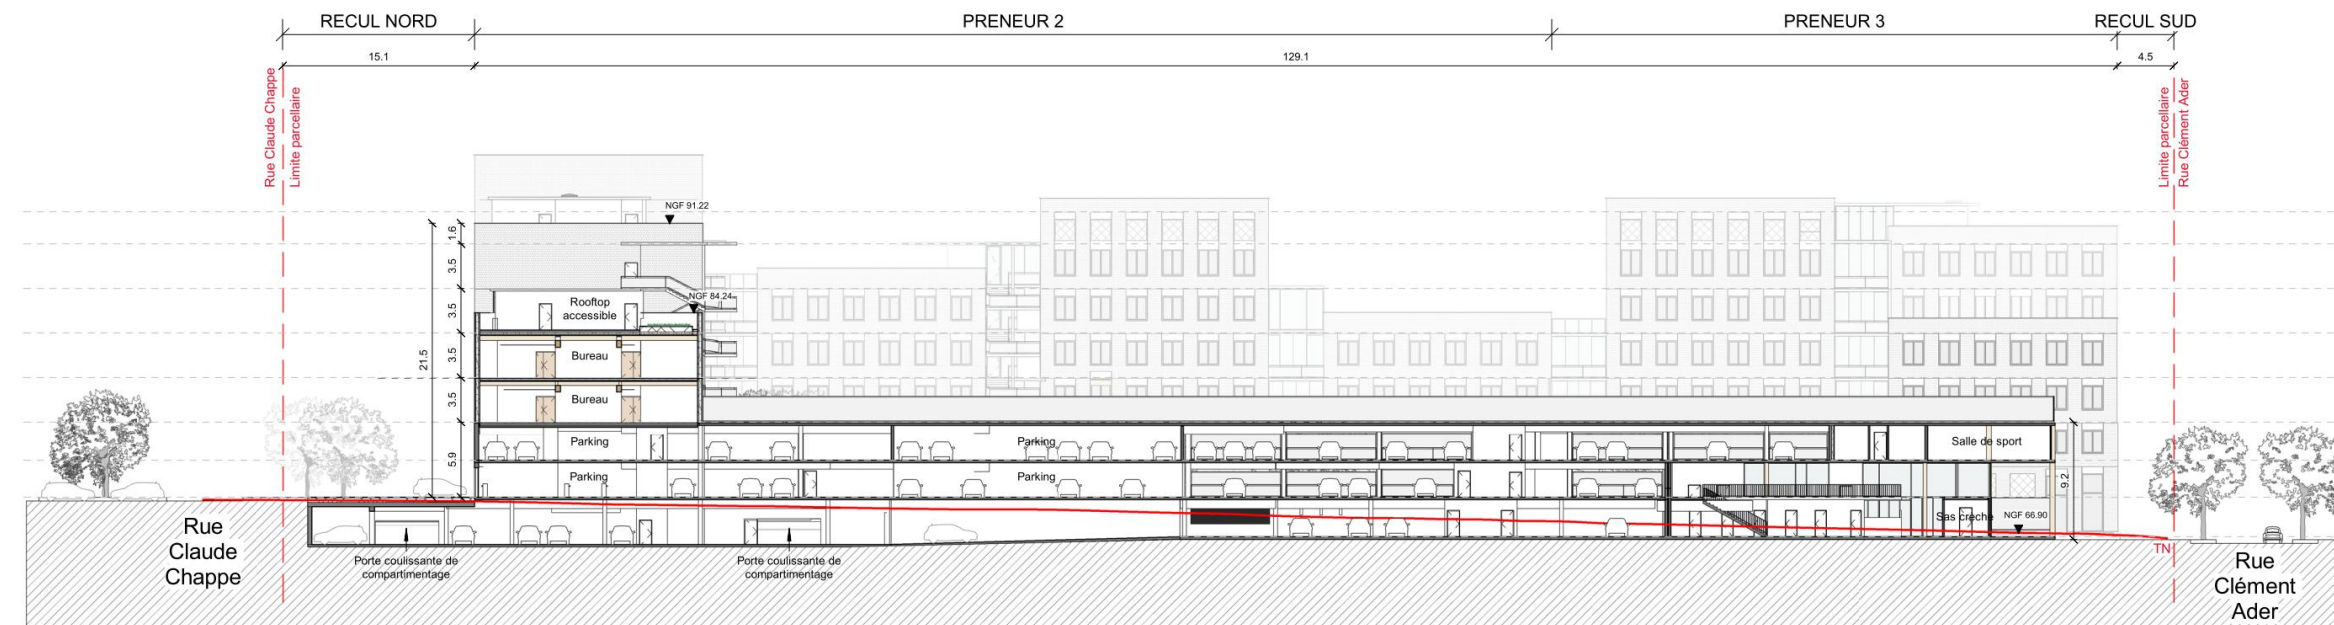 RECUL NORD
PRENEUR 2
PRENEUR 3
RECUL SUD
15.1
129.1
4.5
Rue Claude Chappe
Limite parcellaire
Limite parcellaire
Rue Clément Ader
NGF 91.22
1.6
3.5
NGF 84.24
Rooftop
accessible
3.5
21.5
3.5
Bureau
3.5
Bureau
5.9
Parking
Parking
Salle de sport
Parking
Parking
9.2
Sas crèche
NGF 66.90
TN
Rue
Claude
Chappe
Porte coulissante de
compartimentage
Porte coulissante de
compartimentage
Rue
Clément
Ader